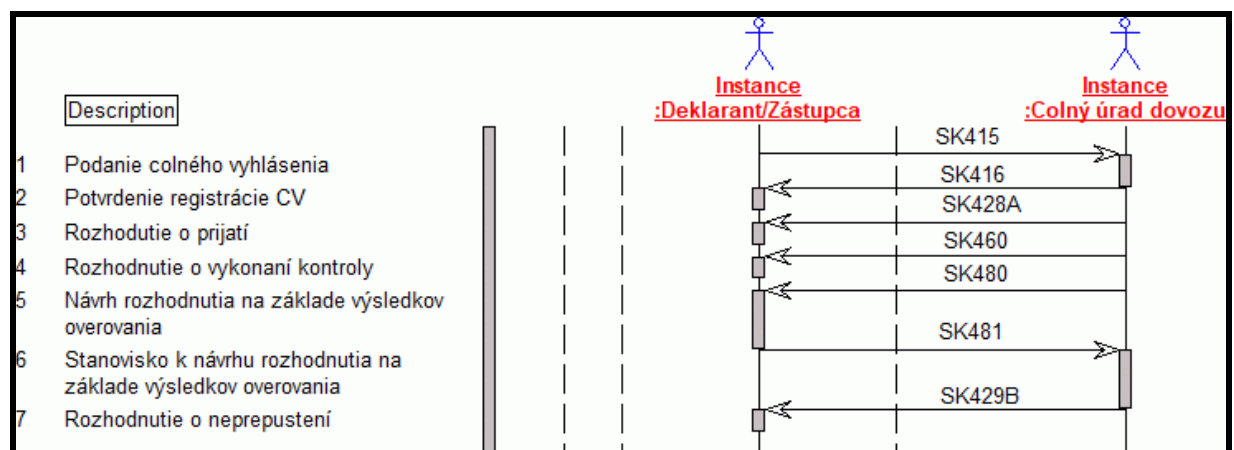 Instance
:Deklarant/Zástupca
Instance
:Colný úrad dovozu
Description
SK415
1 Podanie colného vyhlásenia
SK416
2 Potvrdenie registrácie CV
SK428A
3 Rozhodutie o prijatí
SK460
4 Rozhodnutie o vykonaní kontroly
SK480
5 Návrh rozhodnutia na základe výsledkov
overovania
SK481
6 Stanovisko k návrhu rozhodnutia na
základe výsledkov overovania
SK429B
7 Rozhodnutie o neprepustení